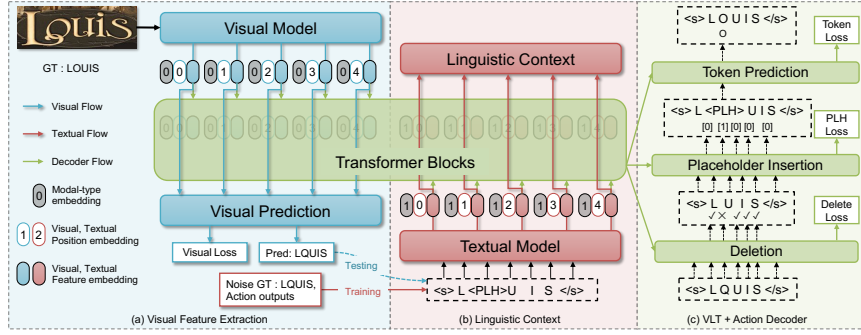 Louis
GT : LOUIS
Visual Flow
Textual Flow
Decoder Flow
0 Modal-type embedding
1 2 Visual, Textual Position embedding
Visual, Textual Feature embedding
Visual Model
0 0 0 1 0 2 0 3 0 4
Transformer Blocks
Visual Prediction
Visual Loss
Pred: LQUIS
Noise GT : LQUIS,
Action outputs
Testing
Training
(a) Visual Feature Extraction
Linguistic Context
1 0 1 1 1 2 1 3 1 4
Textual Model
<s> L <PLH>U I S </s>
(b) Linguistic Context
<s> L O U I S </s>
O
Token Loss
Token Prediction
<s> L <PLH> U I S </s>
[0] [1] [0] [0] [0]
PLH Loss
Placeholder Insertion
<s> L U I S </s>
✓ × ✓ ✓ ✓
Delete Loss
Deletion
<s> L Q U I S </s>
(c) VLT + Action Decoder